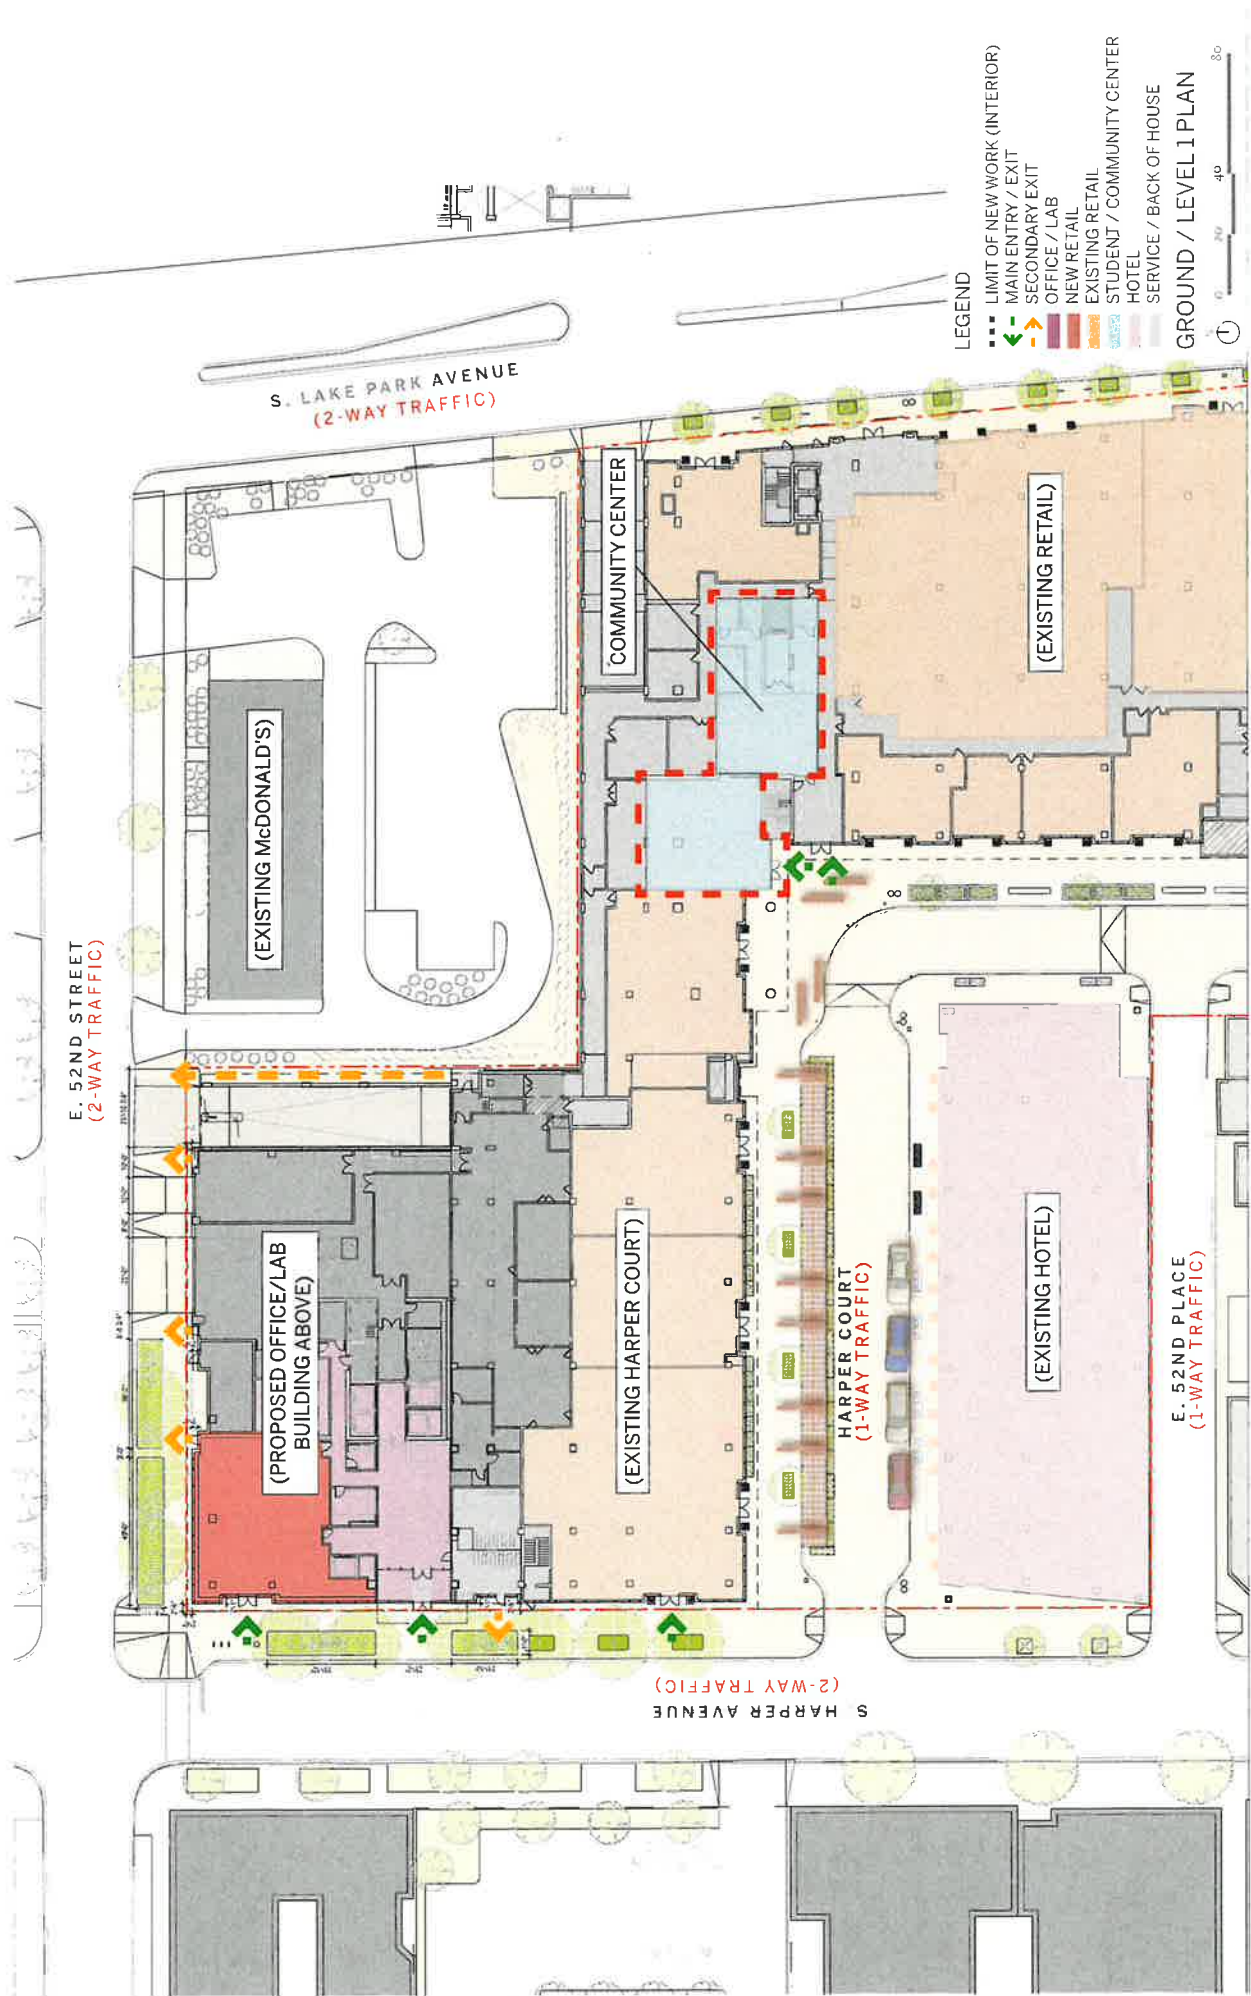 E. 52ND STREET
(2-WAY TRAFFIC)
S. LAKE PARK AVENUE
(2-WAY TRAFFIC)
(EXISTING McDONALD'S)
COMMUNITY CENTER
(PROPOSED OFFICE/LAB
BUILDING ABOVE)
(EXISTING HARPER COURT)
(EXISTING RETAIL)
HARPER COURT
(1-WAY TRAFFIC)
(EXISTING HOTEL)
E. 52ND PLACE
(1-WAY TRAFFIC)
S HARPER AVENUE
(2-WAY TRAFFIC)
LEGEND
LIMIT OF NEW WORK (INTERIOR)
MAIN ENTRY / EXIT
SECONDARY EXIT
OFFICE / LAB
NEW RETAIL
EXISTING RETAIL
STUDENT / COMMUNITY CENTER
HOTEL
SERVICE / BACK OF HOUSE
GROUND / LEVEL 1 PLAN
0 20 40 80